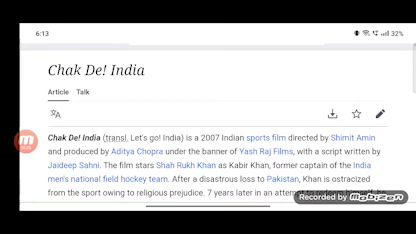 6:13
32%
Chak De! India
Article Talk
Chak De! India (transl. Let's go! India) is a 2007 Indian sports film directed by Shimit Amin
and produced by Aditya Chopra under the banner of Yash Raj Films, with a script written by
Jaideep Sahni. The film stars Shah Rukh Khan as Kabir Khan, former captain of the India
men's national field hockey team. After a disastrous loss to Pakistan, Khan is ostracized
from the sport owing to religious prejudice. 7 years later in an attempt to redeem himself, he
Recorded by Mobizen